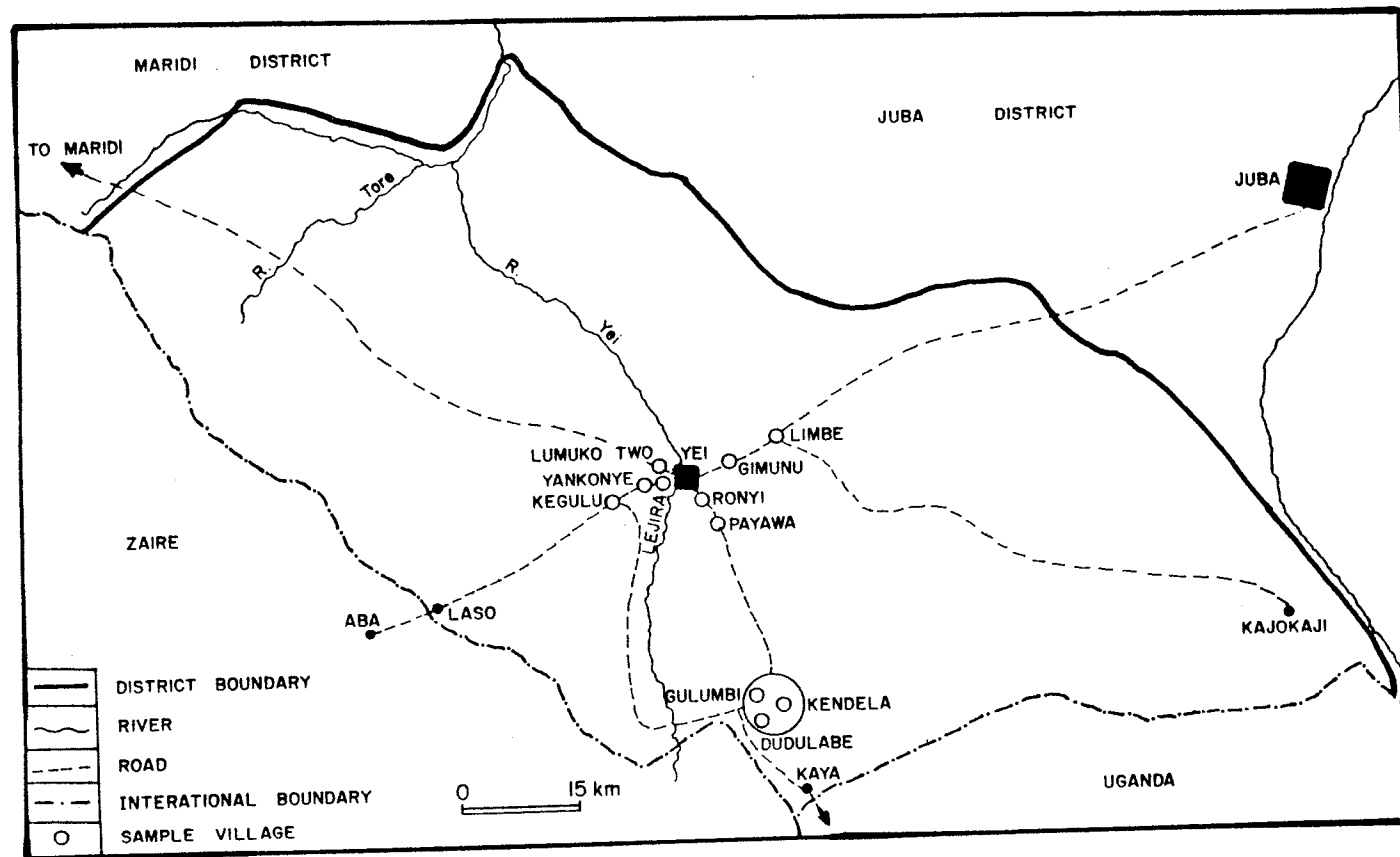 MARIDI DISTRICT
JUBA DISTRICT
TO MARIDI
JUBA
R. Tore
R. Yei
LIMBE
LUMUKO TWO
YEI
GIMUNU
YANKONYE
KEGULU
LEJIRA
RONYI
PAYAWA
ZAIRE
ABA
LASO
KAJOKAJI
GULUMBI
KENDELA
DUDULABE
KAYA
UGANDA
DISTRICT BOUNDARY
RIVER
ROAD
INTERATIONAL BOUNDARY
SAMPLE VILLAGE
0 15 km